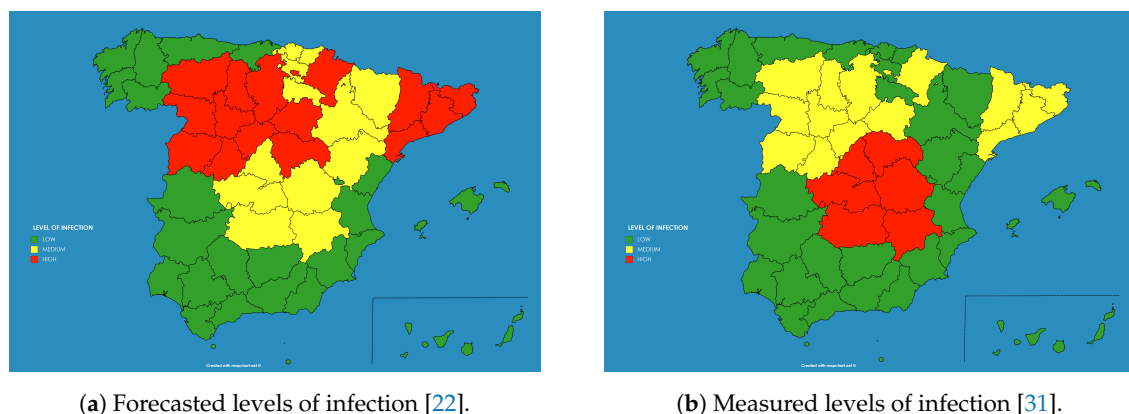 LEVEL OF INFECTION
LOW
MEDIUM
HIGH
Created with mapchart.net ©
LEVEL OF INFECTION
LOW
MEDIUM
HIGH
Created with mapchart.net ©
(a) Forecasted levels of infection [22].
(b) Measured levels of infection [31].